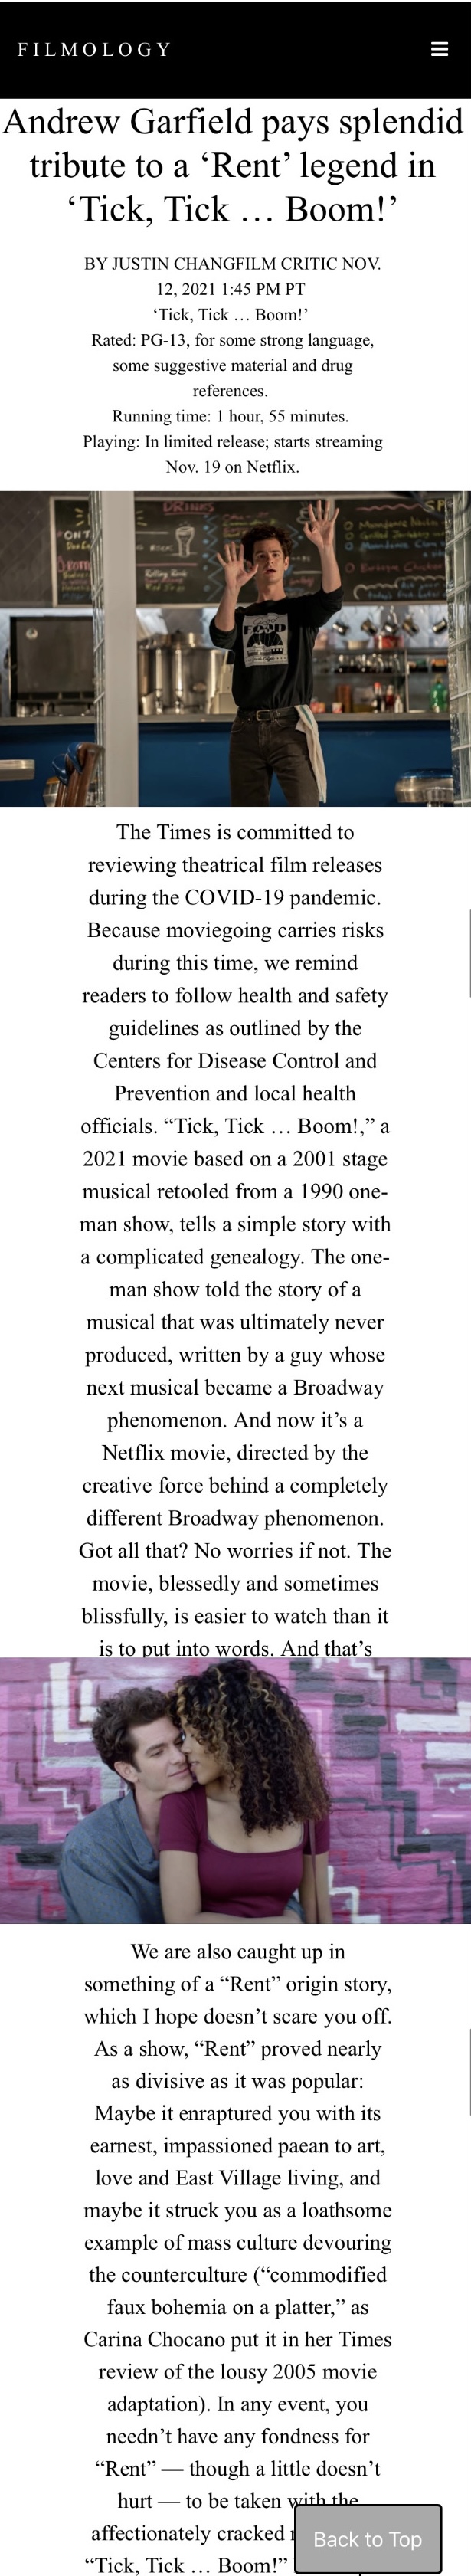 FILMOLOGY
Andrew Garfield pays splendid
tribute to a ‘Rent’ legend in
‘Tick, Tick … Boom!’
BY JUSTIN CHANGFILM CRITIC NOV.
12, 2021 1:45 PM PT
‘Tick, Tick … Boom!’
Rated: PG-13, for some strong language,
some suggestive material and drug
references.
Running time: 1 hour, 55 minutes.
Playing: In limited release; starts streaming
Nov. 19 on Netflix.
DRINKS
SP
ROCK
Rolling Rock
FOOD
The Times is committed to
reviewing theatrical film releases
during the COVID-19 pandemic.
Because moviegoing carries risks
during this time, we remind
readers to follow health and safety
guidelines as outlined by the
Centers for Disease Control and
Prevention and local health
officials. “Tick, Tick … Boom!,” a
2021 movie based on a 2001 stage
musical retooled from a 1990 one-
man show, tells a simple story with
a complicated genealogy. The one-
man show told the story of a
musical that was ultimately never
produced, written by a guy whose
next musical became a Broadway
phenomenon. And now it’s a
Netflix movie, directed by the
creative force behind a completely
different Broadway phenomenon.
Got all that? No worries if not. The
movie, blessedly and sometimes
blissfully, is easier to watch than it
is to put into words. And that’s
We are also caught up in
something of a “Rent” origin story,
which I hope doesn’t scare you off.
As a show, “Rent” proved nearly
as divisive as it was popular:
Maybe it enraptured you with its
earnest, impassioned paean to art,
love and East Village living, and
maybe it struck you as a loathsome
example of mass culture devouring
the counterculture (“commodified
faux bohemia on a platter,” as
Carina Chocano put it in her Times
review of the lousy 2005 movie
adaptation). In any event, you
needn’t have any fondness for
“Rent” — though a little doesn’t
hurt — to be taken with the
affectionately cracked
“Tick, Tick … Boom!”
Back to Top